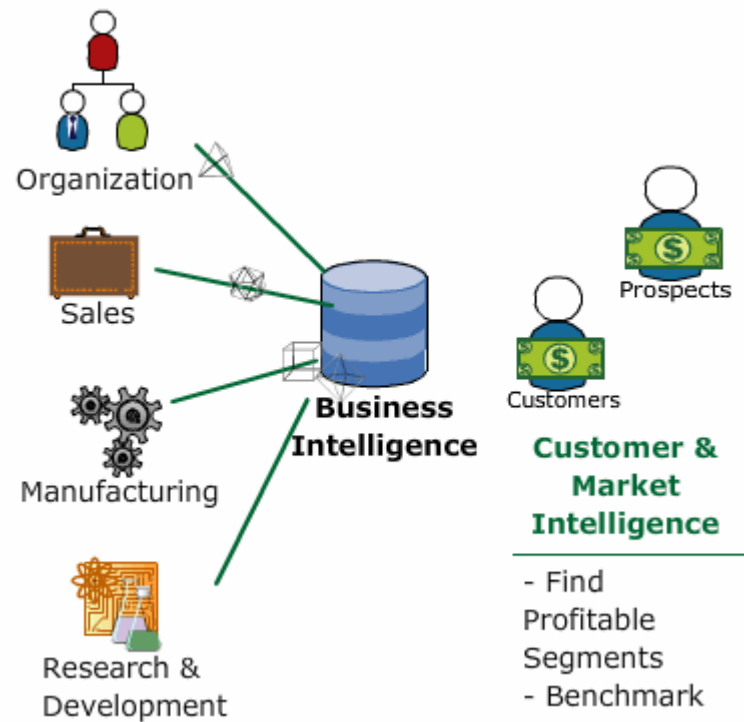 Organization
Sales
Manufacturing
Research &
Development
Business
Intelligence
$
Prospects
$
Customers
Customer &
Market
Intelligence
- Find
Profitable
Segments
- Benchmark